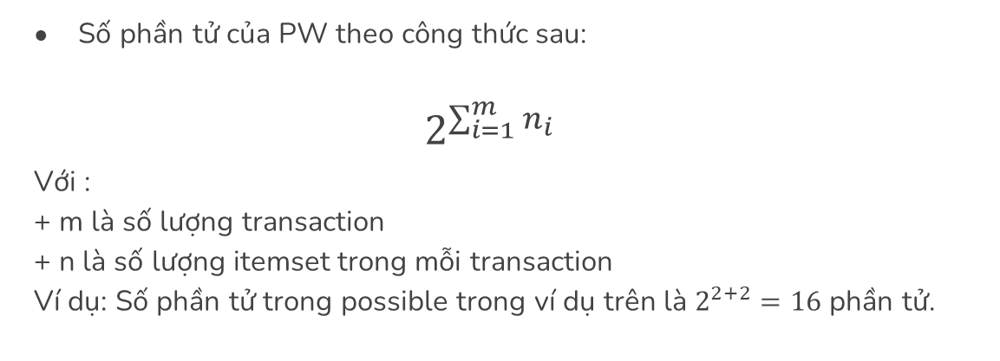 • Số phần tử của PW theo công thức sau:
2^{∑_{i=1}^{m} n_i}
Với :
+ m là số lượng transaction
+ n là số lượng itemset trong mỗi transaction
Ví dụ: Số phần tử trong possible trong ví dụ trên là 2^{2+2} = 16 phần tử.